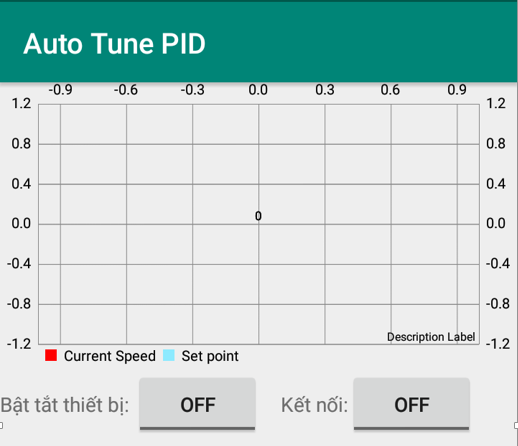 Auto Tune PID
-0.9 -0.6 -0.3 0.0 0.3 0.6 0.9
1.2 1.2
0.8 0.8
0.4 0.4
0
0.0 0.0
-0.4 -0.4
-0.8 -0.8
Description Label
-1.2 -1.2
Current Speed Set point
Bật tắt thiết bị: OFF Kết nối: OFF